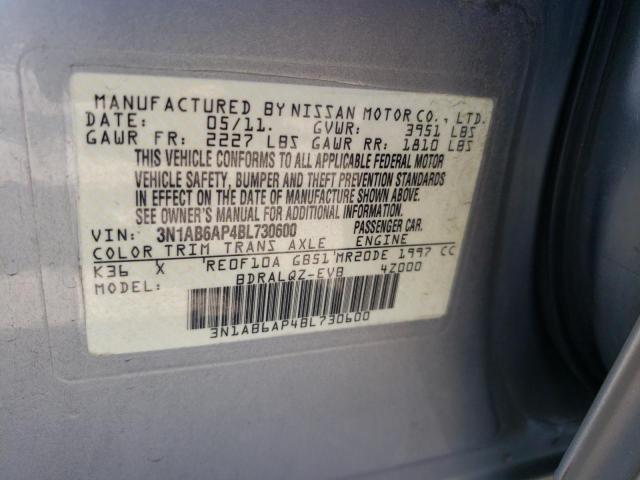 MANUFACTURED BY NISSAN MOTOR CO., LTD.
DATE: 05/11. GVWR: 3951 LBS
GAWR FR: 2227 LBS GAWR RR: 1810 LBS
THIS VEHICLE CONFORMS TO ALL APPLICABLE FEDERAL MOTOR
VEHICLE SAFETY, BUMPER AND THEFT PREVENTION STANDARDS
IN EFFECT ON THE DATE OF MANUFACTURE SHOWN ABOVE.
SEE OWNER'S MANUAL FOR ADDITIONAL INFORMATION.
VIN: 3N1AB6AP4BL730600 PASSENGER CAR.
COLOR TRIM TRANS AXLE ENGINE
K36 X RE0F10A GB51 MR20DE 1997 CC
BDRALQZ-EVB 4Z000
3N1AB6AP4BL730600